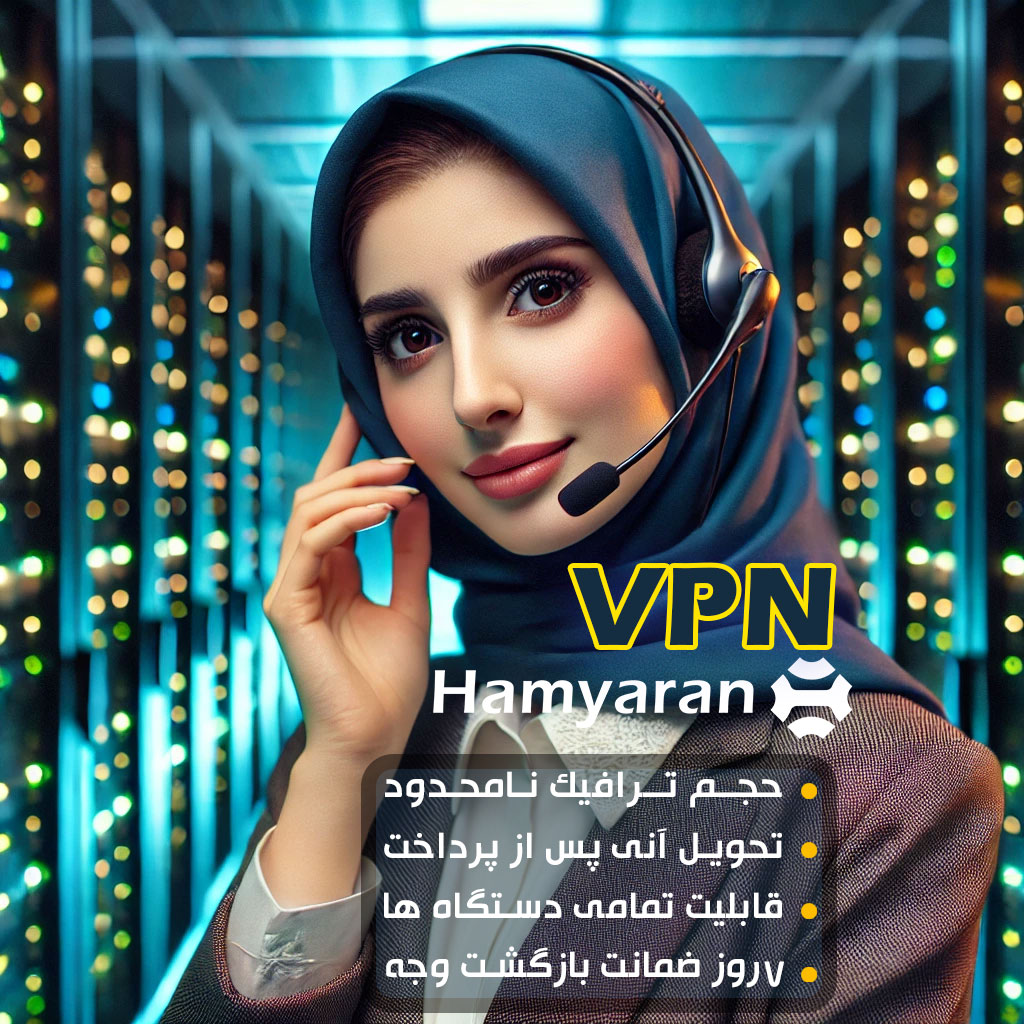 VPN
Hamyaran
حجم ترافیک نامحدود
تحویل آنی پس از پرداخت
قابلیت تمامی دستگاه ها
۷روز ضمانت بازگشت وجه